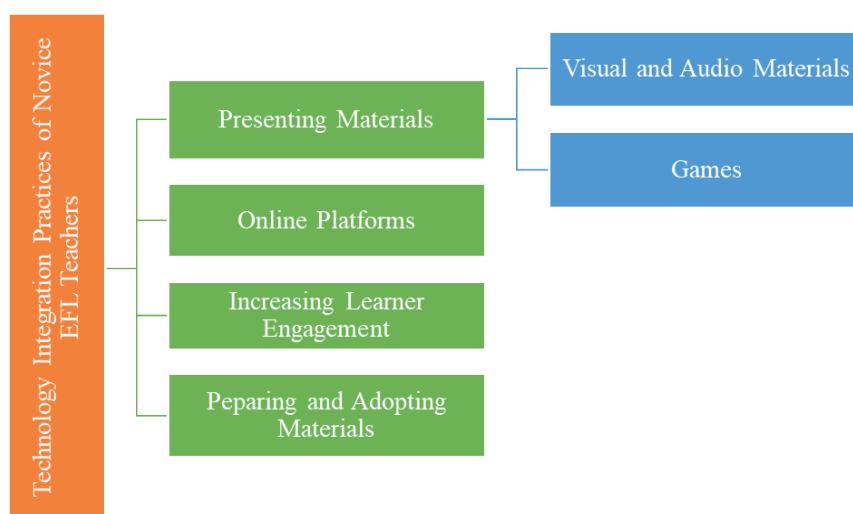 Technology Integration Practices of Novice
EFL Teachers
Presenting Materials
Visual and Audio Materials
Games
Online Platforms
Increasing Learner
Engagement
Peparing and Adopting
Materials